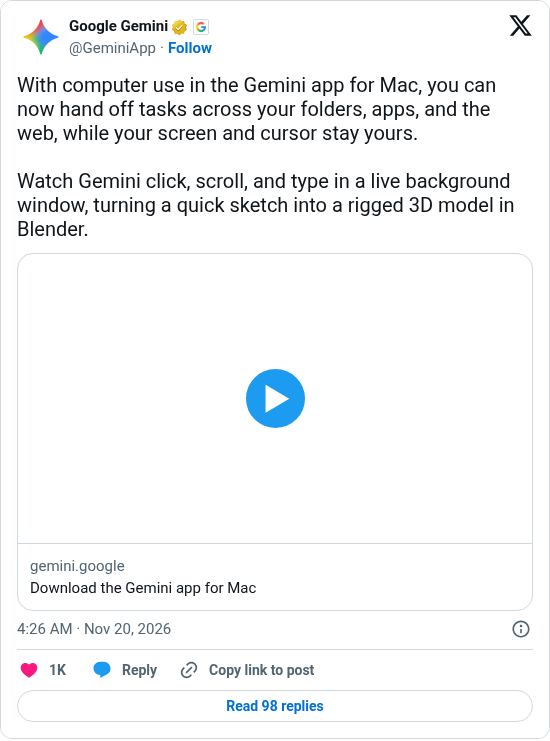 Google Gemini
@GeminiApp · Follow
With computer use in the Gemini app for Mac, you can
now hand off tasks across your folders, apps, and the
web, while your screen and cursor stay yours.
Watch Gemini click, scroll, and type in a live background
window, turning a quick sketch into a rigged 3D model in
Blender.
gemini.google
Download the Gemini app for Mac
4:26 AM · Nov 20, 2026
1K Reply Copy link to post
Read 98 replies